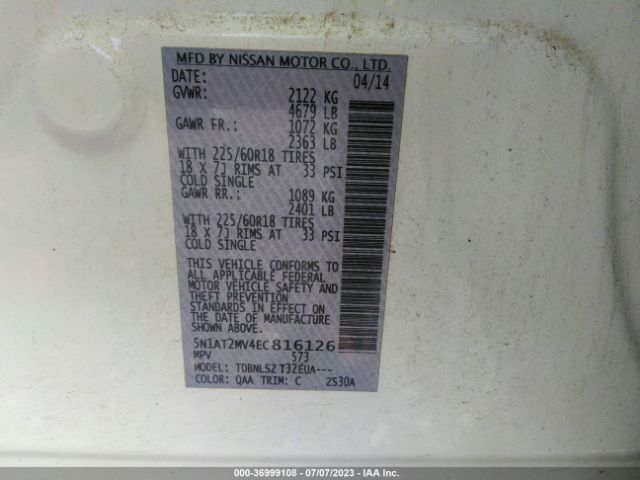 MFD BY NISSAN MOTOR CO., LTD.
DATE: 04/14
GVWR: 2122 KG
4679 LB
GAWR FR.: 1072 KG
2363 LB
WITH 225/60R18 TIRES
18 X 7J RIMS AT 33 PSI
COLD SINGLE
GAWR RR.: 1089 KG
2401 LB
WITH 225/60R18 TIRES
18 X 7J RIMS AT 33 PSI
COLD SINGLE
THIS VEHICLE CONFORMS TO
ALL APPLICABLE FEDERAL
MOTOR VEHICLE SAFETY AND
THEFT PREVENTION
STANDARDS IN EFFECT ON
THE DATE OF MANUFACTURE
SHOWN ABOVE.
5N1AT2MV4EC816126
MPV 573
MODEL: TDBNLSZ T32EUA---
COLOR: QAA TRIM: C ZS30A
000-36999108 - 07/07/2023 - IAA Inc.